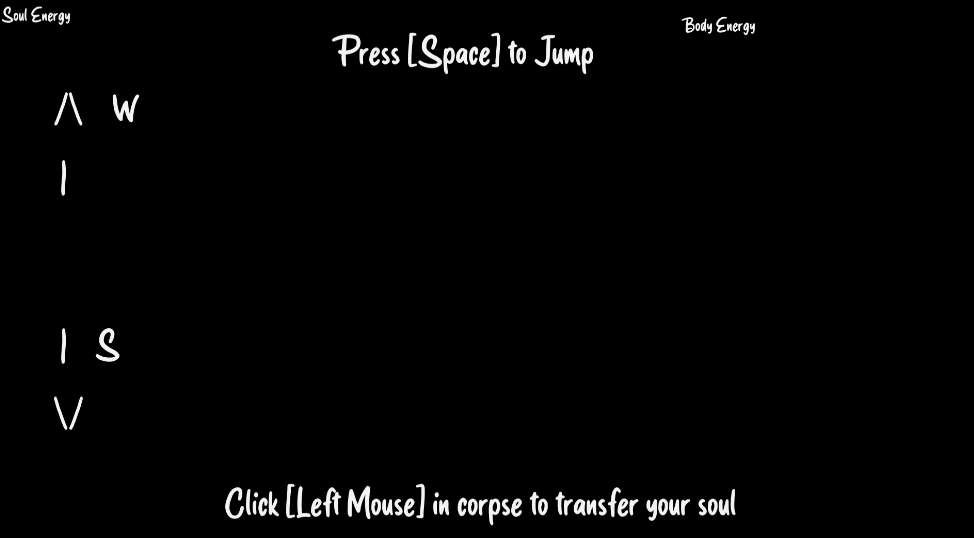 Soul Energy
Body Energy
Press [Space] to Jump
/\ W
|
| S
\/
Click [Left Mouse] in corpse to transfer your soul